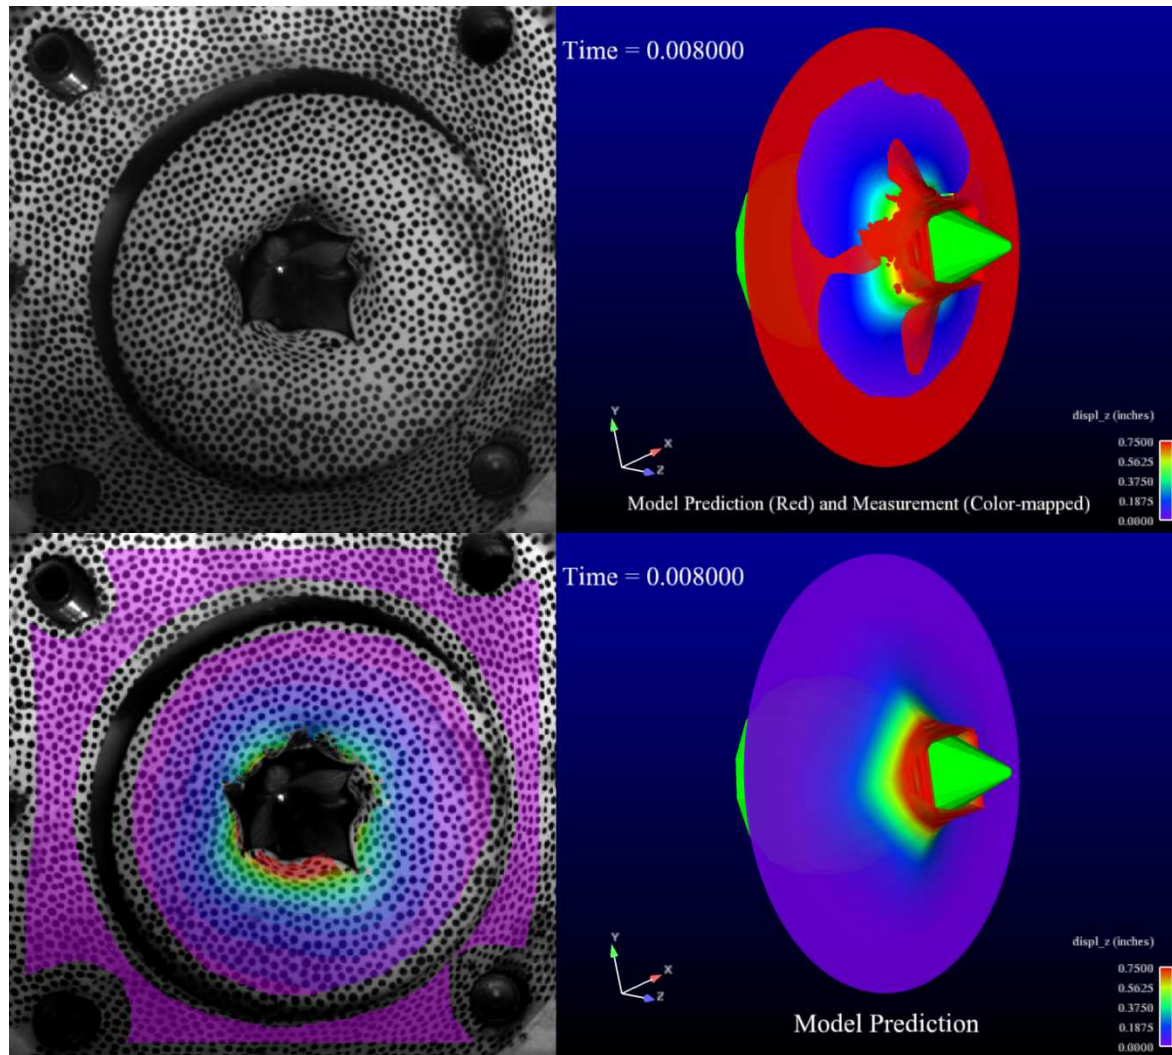 Time = 0.008000
Y
X
Z
displ_z (inches)
0.7500
0.5625
0.3750
0.1875
0.0000
Model Prediction (Red) and Measurement (Color-mapped)
Time = 0.008000
Y
X
Z
displ_z (inches)
0.7500
0.5625
0.3750
0.1875
0.0000
Model Prediction